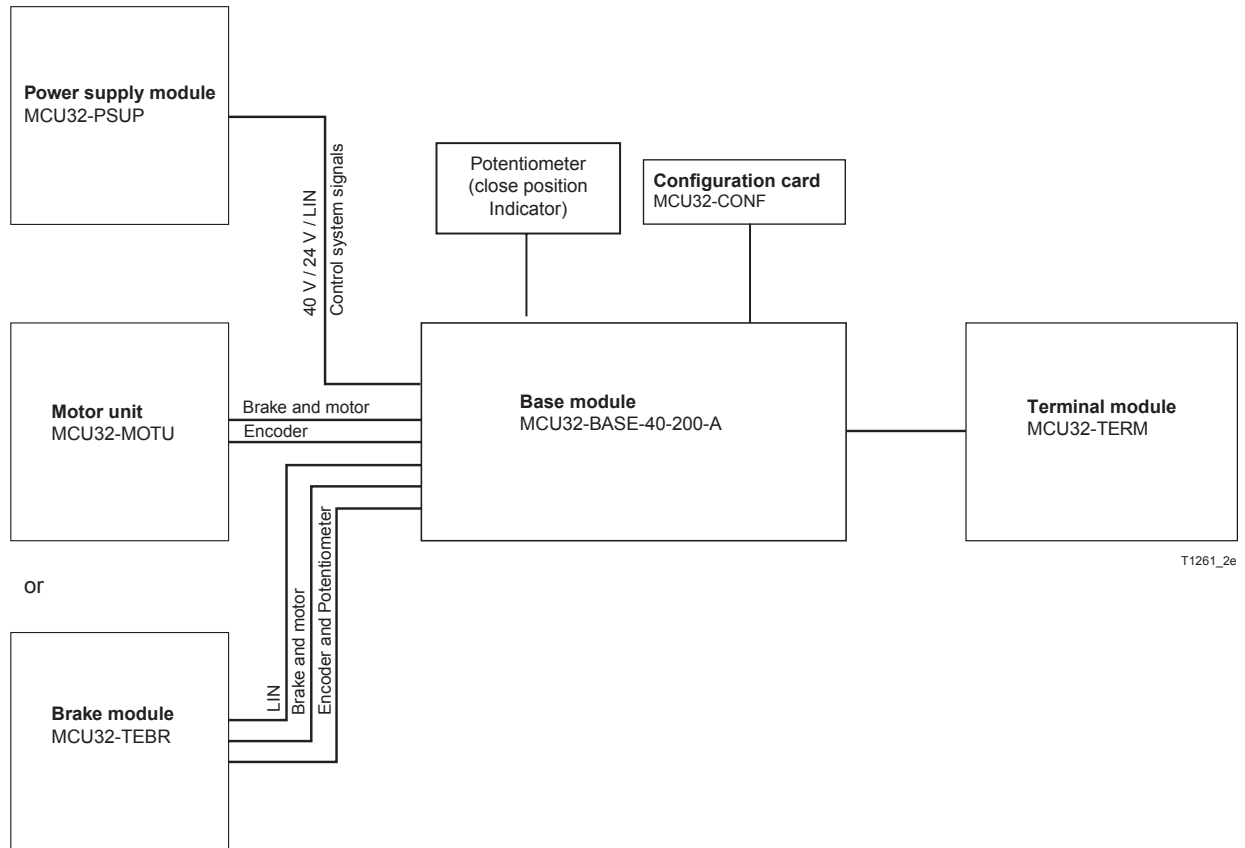 Power supply module
MCU32-PSUP
40 V / 24 V / LIN
Control system signals
Potentiometer
(close position
Indicator)
Configuration card
MCU32-CONF
Motor unit
MCU32-MOTU
Brake and motor
Encoder
Base module
MCU32-BASE-40-200-A
Terminal module
MCU32-TERM
T1261_2e
or
LIN
Brake and motor
Encoder and Potentiometer
Brake module
MCU32-TEBR